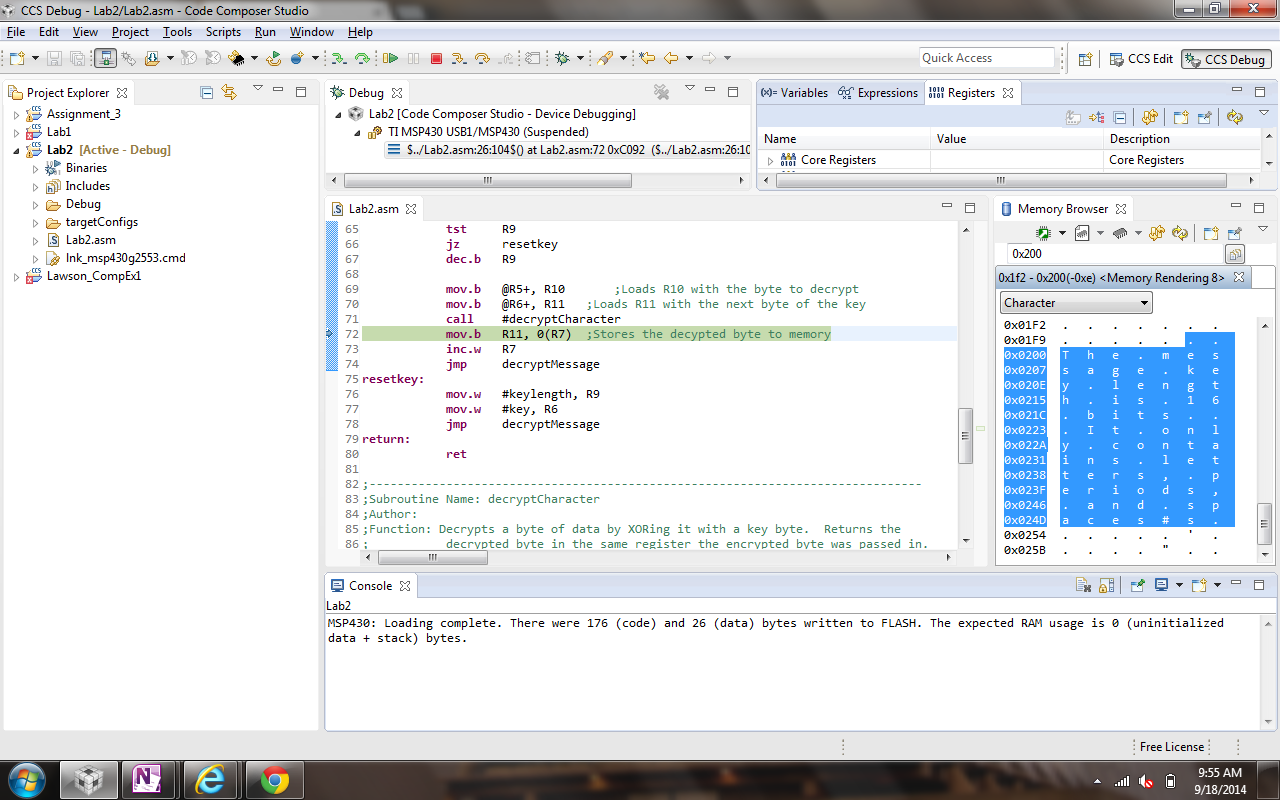 CCS Debug - Lab2/Lab2.asm - Code Composer Studio
File Edit View Project Tools Scripts Run Window Help
Quick Access
CCS Edit
CCS Debug
Project Explorer
Assignment_3
Lab1
Lab2 [Active - Debug]
Binaries
Includes
Debug
targetConfigs
Lab2.asm
lnk_msp430g2553.cmd
Lawson_CompEx1
Debug
Lab2 [Code Composer Studio - Device Debugging]
TI MSP430 USB1/MSP430 (Suspended)
$../Lab2.asm:26:104$() at Lab2.asm:72 0xC092 ($../Lab2.asm:26:10
(x)= Variables Expressions Registers
Name Value Description
Core Registers Core Registers
Lab2.asm
65 tst R9
66 jz resetkey
67 dec.b R9
68
69 mov.b @R5+, R10 ;Loads R10 with the byte to decrypt
70 mov.b @R6+, R11 ;Loads R11 with the next byte of the key
71 call #decryptCharacter
72 mov.b R11, 0(R7) ;Stores the decypted byte to memory
73 inc.w R7
74 jmp decryptMessage
75 resetkey:
76 mov.w #keylength, R9
77 mov.w #key, R6
78 jmp decryptMessage
79 return:
80 ret
81
82 ;-------------------------------------------------------------------------------
83 ;Subroutine Name: decryptCharacter
84 ;Author:
85 ;Function: Decrypts a byte of data by XORing it with a key byte. Returns the
86 ; decrypted byte in the same register the encrypted byte was passed in.
Memory Browser
0x200
0x1f2 - 0x200(-0xe) <Memory Rendering 8>
Character
0x01F2 . . . . . . .
0x01F9 . . . . . . .
0x0200 T h e . m e s
0x0207 s a g e . k e
0x020E y . l e n g t
0x0215 h . i s . 1 6
0x021C . b i t s . .
0x0223 . I t . o n l
0x022A y . c o n t a
0x0231 i n s . l e t
0x0238 t e r s , . p
0x023F e r i o d s ,
0x0246 . a n d . s p
0x024D a c e s # s .
0x0254 . . . . . ' .
0x025B . . . . " . .
Console
Lab2
MSP430: Loading complete. There were 176 (code) and 26 (data) bytes written to FLASH. The expected RAM usage is 0 (uninitialized
data + stack) bytes.
Free License
9:55 AM
9/18/2014